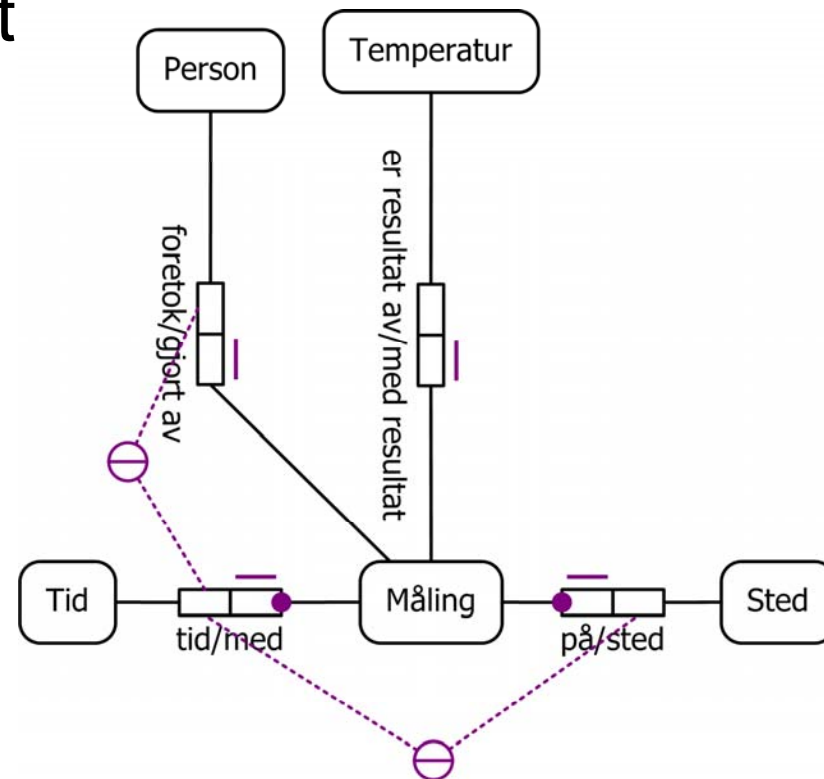 t
Person
Temperatur
foretok/gjort av
er resultat av/med resultat
Tid
Måling
Sted
tid/med
på/sted